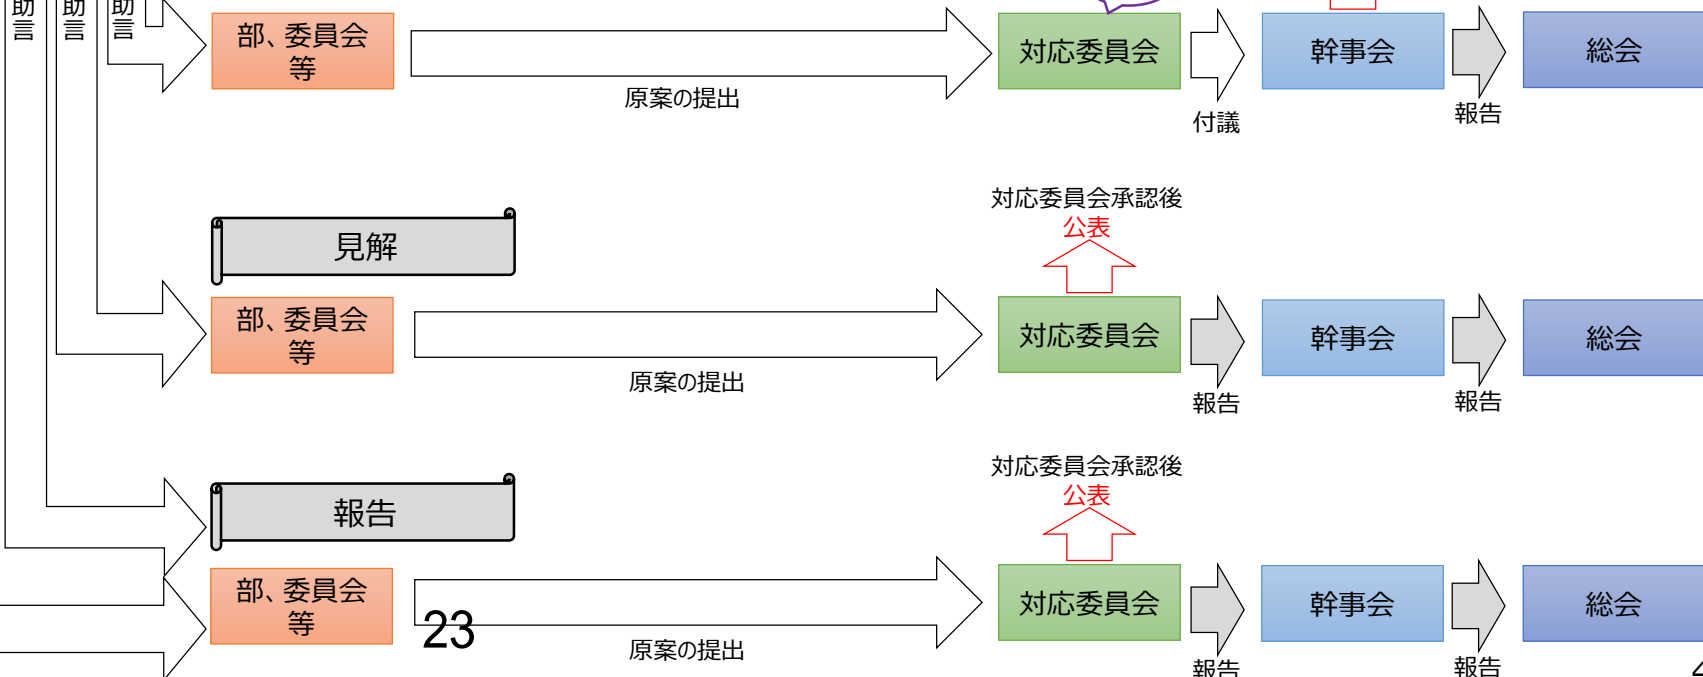 助言
助言
助言
部、委員会
等
原案の提出
対応委員会
付議
幹事会
報告
総会
見解
部、委員会
等
原案の提出
対応委員会承認後
公表
対応委員会
報告
幹事会
報告
総会
報告
部、委員会
等
23
原案の提出
対応委員会承認後
公表
対応委員会
報告
幹事会
報告
総会